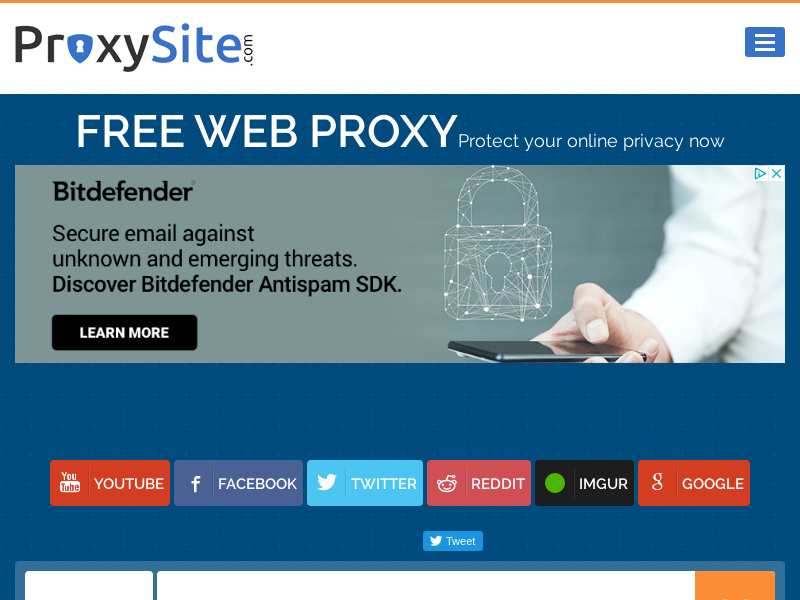 ProxySite.com
FREE WEB PROXY Protect your online privacy now
Bitdefender
Secure email against
unknown and emerging threats.
Discover Bitdefender Antispam SDK.
LEARN MORE
You Tube YOUTUBE f FACEBOOK TWITTER REDDIT IMGUR g GOOGLE
Tweet